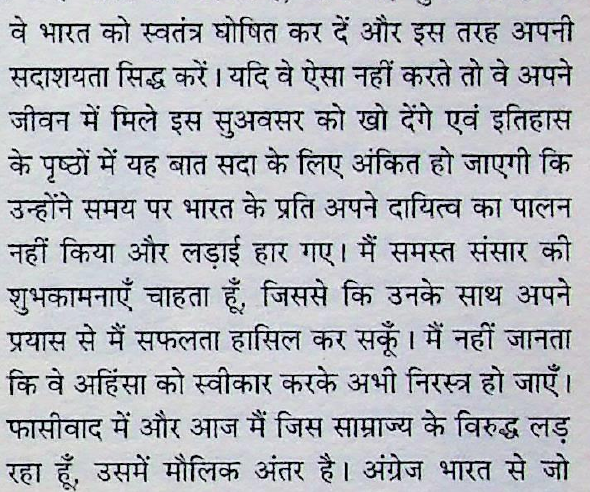 वे भारत को स्वतंत्र घोषित कर दें और इस तरह अपनी
सदाशयता सिद्ध करें। यदि वे ऐसा नहीं करते तो वे अपने
जीवन में मिले इस सुअवसर को खो देंगे एवं इतिहास
के पृष्ठों में यह बात सदा के लिए अंकित हो जाएगी कि
उन्होंने समय पर भारत के प्रति अपने दायित्व का पालन
नहीं किया और लड़ाई हार गए। मैं समस्त संसार की
शुभकामनाएँ चाहता हूँ, जिससे कि उनके साथ अपने
प्रयास से मैं सफलता हासिल कर सकूँ। मैं नहीं जानता
कि वे अहिंसा को स्वीकार करके अभी निरस्त्र हो जाएँ।
फासीवाद में और आज मैं जिस साम्राज्य के विरुद्ध लड़
रहा हूँ, उसमें मौलिक अंतर है। अंग्रेज भारत से जो